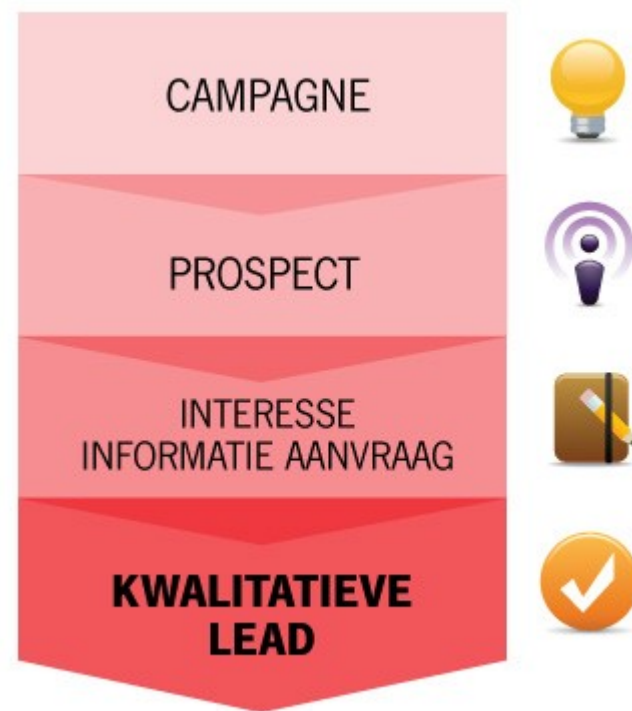 CAMPAGNE
PROSPECT
INTERESSE
INFORMATIE AANVRAAG
KWALITATIEVE
LEAD